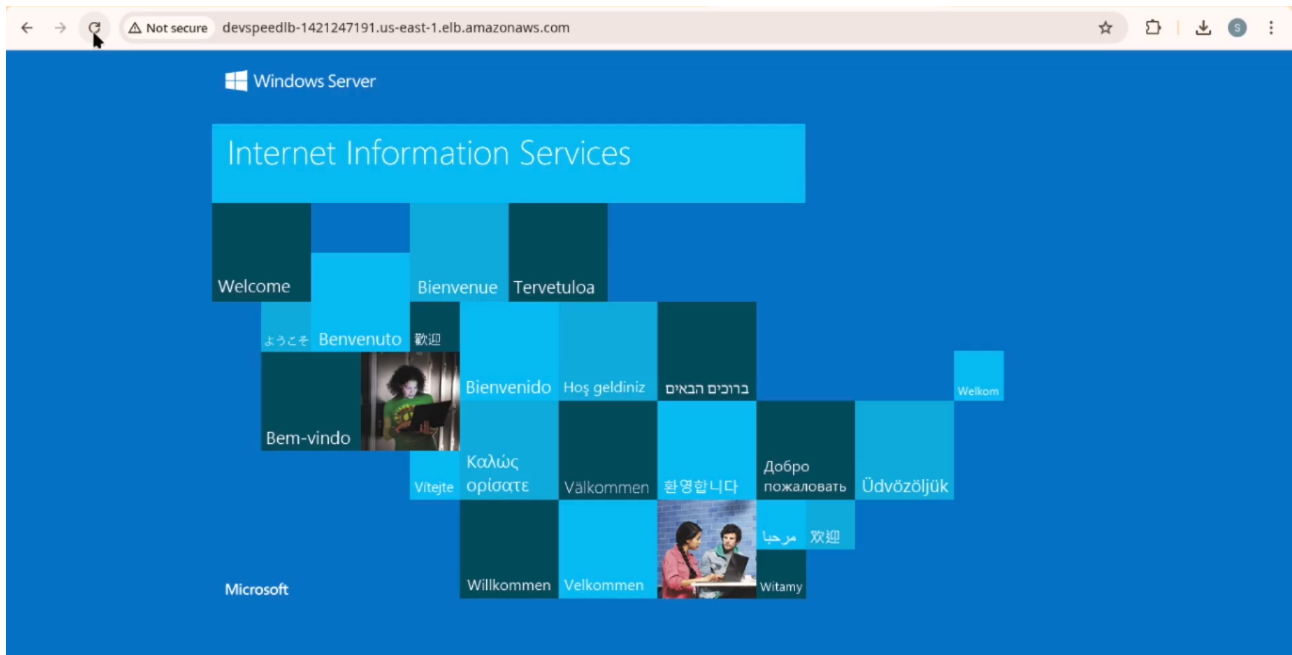 Not secure
devspeedlb-1421247191.us-east-1.elb.amazonaws.com
S
Windows Server
Internet Information Services
Welcome
Bienvenue
Tervetuloa
ようこそ
Benvenuto
歡迎
Bienvenido
Hoş geldiniz
ברוכים הבאים
Welkom
Bem-vindo
Vítejte
Καλώς
ορίσατε
Välkommen
환영합니다
Добро
пожаловать
Üdvözöljük
مرحبا
欢迎
Microsoft
Willkommen
Velkommen
Witamy